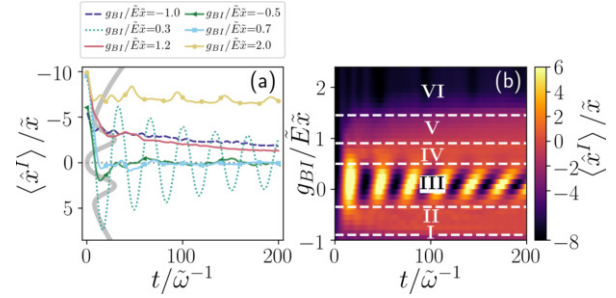 g_BI/Ẽx̃=−1.0 g_BI/Ẽx̃=−0.5
g_BI/Ẽx̃=0.3 g_BI/Ẽx̃=0.7
g_BI/Ẽx̃=1.2 g_BI/Ẽx̃=2.0
(a)
⟨x̂^I⟩ / x̃
−10
−5
0
5
0 100 200
t/ω̃^−1
(b)
g_BI/Ẽx̃
2
1
0
−1
VI
V
IV
III
II
I
0 100 200
t/ω̃^−1
6
4
2
0
−4
−8
⟨x̂^I⟩ / x̃